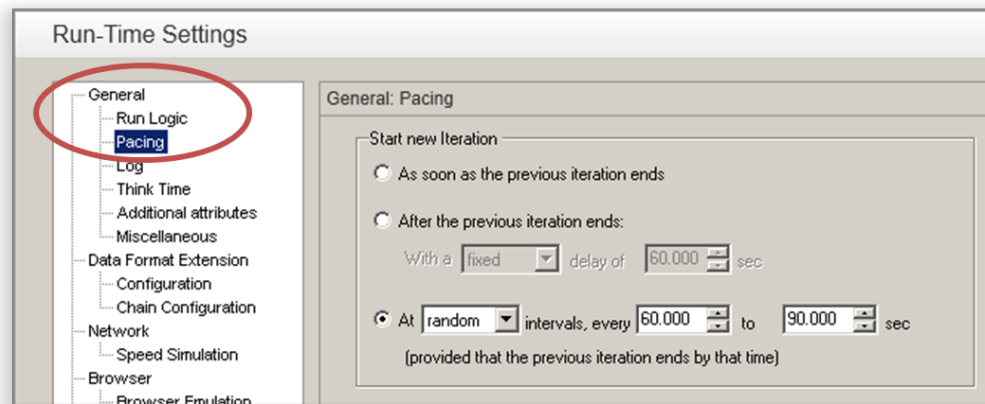 Run-Time Settings
General
Run Logic
Pacing
Log
Think Time
Additional attributes
Miscellaneous
Data Format Extension
Configuration
Chain Configuration
Network
Speed Simulation
Browser
Browser Emulation
General: Pacing
Start new Iteration
As soon as the previous iteration ends
After the previous iteration ends:
With a fixed delay of 60.000 sec
At random intervals, every 60.000 to 90.000 sec
(provided that the previous iteration ends by that time)